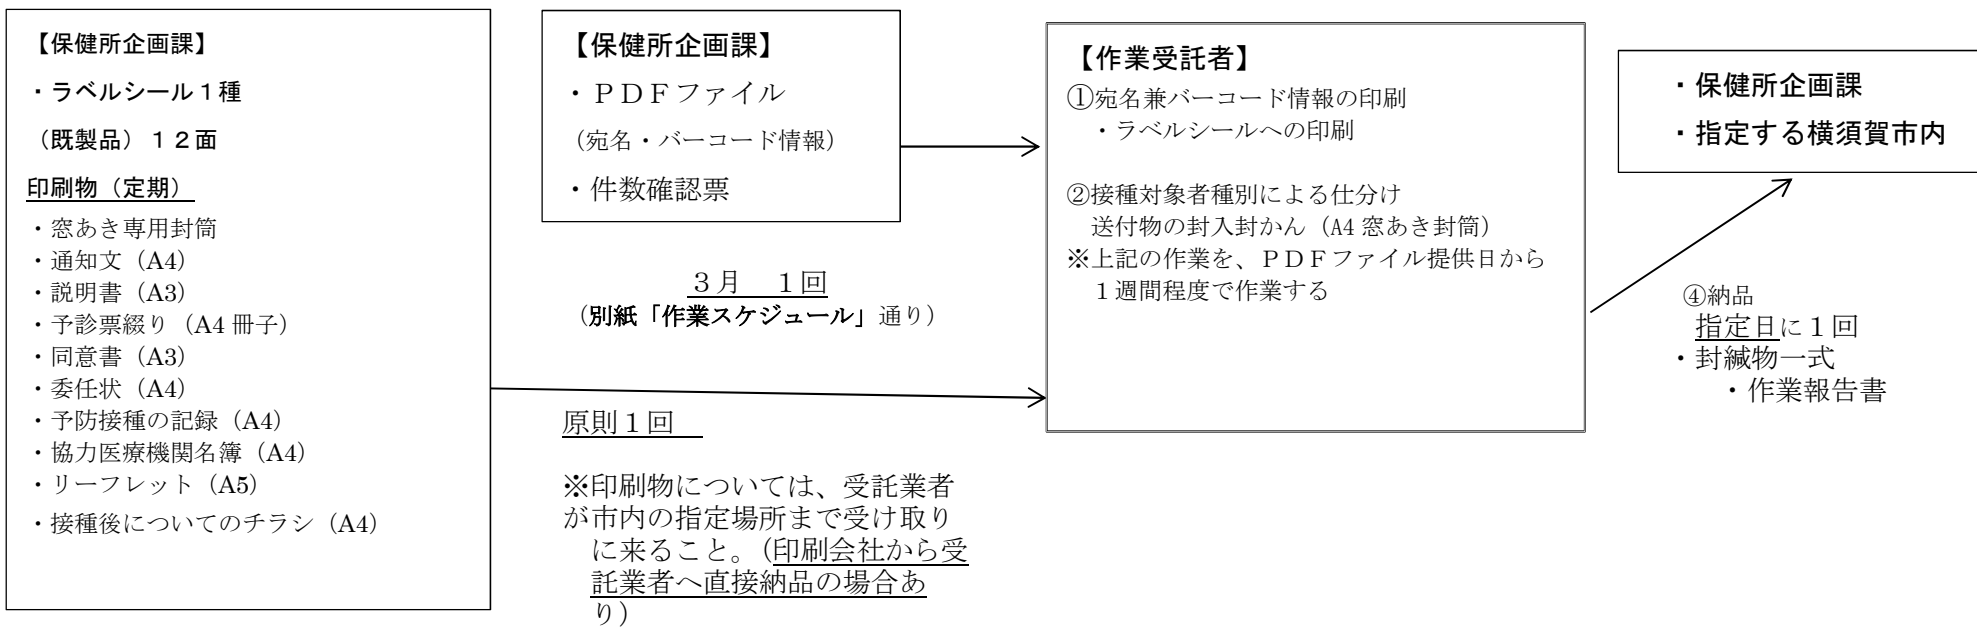 【保健所企画課】
・ラベルシール１種
（既製品）１２面
印刷物（定期）
・窓あき専用封筒
・通知文（A4）
・説明書（A3）
・予診票綴り（A4 冊子）
・同意書（A3）
・委任状（A4）
・予防接種の記録（A4）
・協力医療機関名簿（A4）
・リーフレット（A5）
・接種後についてのチラシ（A4）
【保健所企画課】
・ＰＤＦファイル
（宛名・バーコード情報）
・件数確認票
３月　１回
（別紙「作業スケジュール」通り）
原則１回
※印刷物については、受託業者
が市内の指定場所まで受け取り
に来ること。（印刷会社から受
託業者へ直接納品の場合あ
り）
【作業受託者】
①宛名兼バーコード情報の印刷
・ラベルシールへの印刷
②接種対象者種別による仕分け
送付物の封入封かん（A4 窓あき封筒）
※上記の作業を、ＰＤＦファイル提供日から
１週間程度で作業する
・保健所企画課
・指定する横須賀市内
④納品
指定日に１回
・封緘物一式
・作業報告書